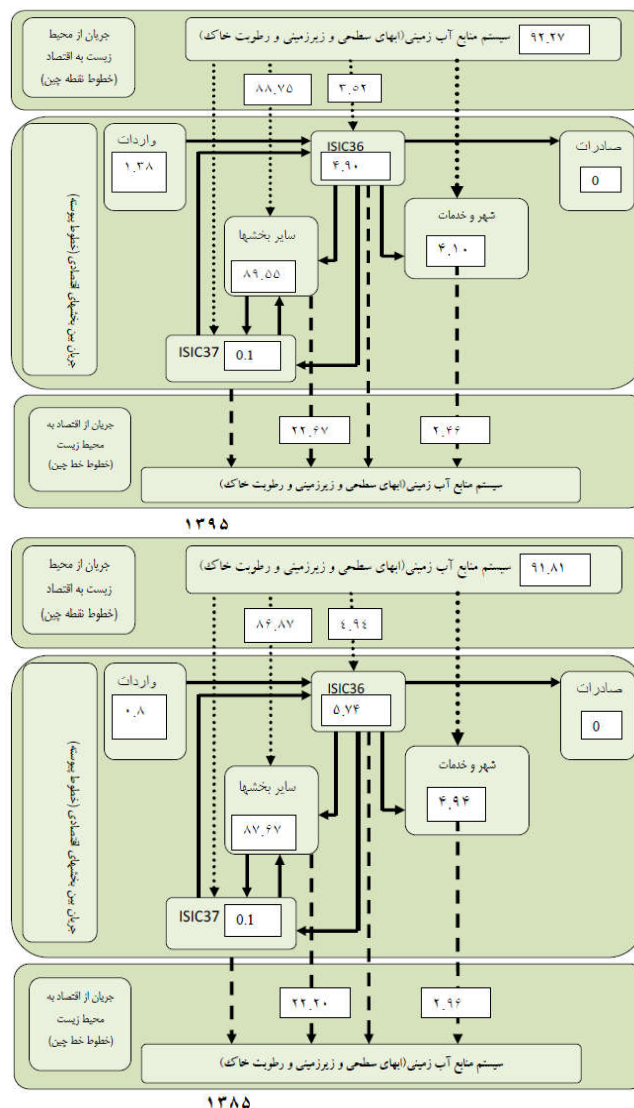 جریان از محیط
زیست به اقتصاد
(خطوط نقطه چین)
سیستم منابع آب زمینی(ابهای سطحی و زیرزمینی و رطوبت خاک)
۹۲.۲۷
۸۸.۷۵
۳.۵۲
جریان بین بخشهای اقتصادی (خطوط پیوسته)
واردات
۱.۳۸
ISIC36
۴.۹۰
صادرات
0
سایر بخشها
۸۹.۵۵
شهر و خدمات
۴.۱۰
ISIC37
0.1
جریان از اقتصاد به
محیط زیست
(خطوط خط چین)
۲۲.۶۷
۲.۴۶
سیستم منابع آب زمینی(ابهای سطحی و زیرزمینی و رطوبت خاک)
۱۳۹۵
جریان از محیط
زیست به اقتصاد
(خطوط نقطه چین)
سیستم منابع آب زمینی(ابهای سطحی و زیرزمینی و رطوبت خاک)
۹۱.۸۱
۸۶.۸۷
٤.٩٤
جریان بین بخشهای اقتصادی (خطوط پیوسته)
واردات
۰.۸
ISIC36
۵.۷۴
صادرات
0
سایر بخشها
۸۷.۶۷
شهر و خدمات
۴.۹۴
ISIC37
0.1
جریان از اقتصاد به
محیط زیست
(خطوط خط چین)
۲۲.۲۰
۲.۹۶
سیستم منابع آب زمینی(ابهای سطحی و زیرزمینی و رطوبت خاک)
۱۳۸۵